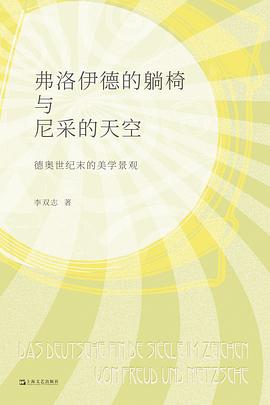 弗洛伊德的躺椅
与
尼采的天空
德奥世纪末的美学景观
李双志 著
DAS DEUTSCHE FIN DE SIECLE IM ZEICHEN
VOM FREUD UND NIETZSCHE
上海文艺出版社